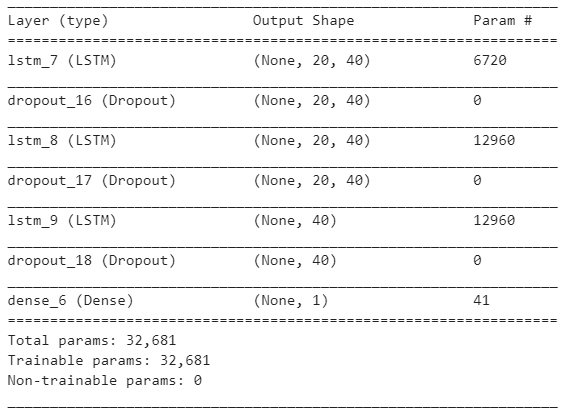 _________________________________________________________________
Layer (type)                 Output Shape              Param #
=================================================================
lstm_7 (LSTM)                (None, 20, 40)            6720
_________________________________________________________________
dropout_16 (Dropout)         (None, 20, 40)            0
_________________________________________________________________
lstm_8 (LSTM)                (None, 20, 40)            12960
_________________________________________________________________
dropout_17 (Dropout)         (None, 20, 40)            0
_________________________________________________________________
lstm_9 (LSTM)                (None, 40)                12960
_________________________________________________________________
dropout_18 (Dropout)         (None, 40)                0
_________________________________________________________________
dense_6 (Dense)              (None, 1)                 41
=================================================================
Total params: 32,681
Trainable params: 32,681
Non-trainable params: 0
_________________________________________________________________